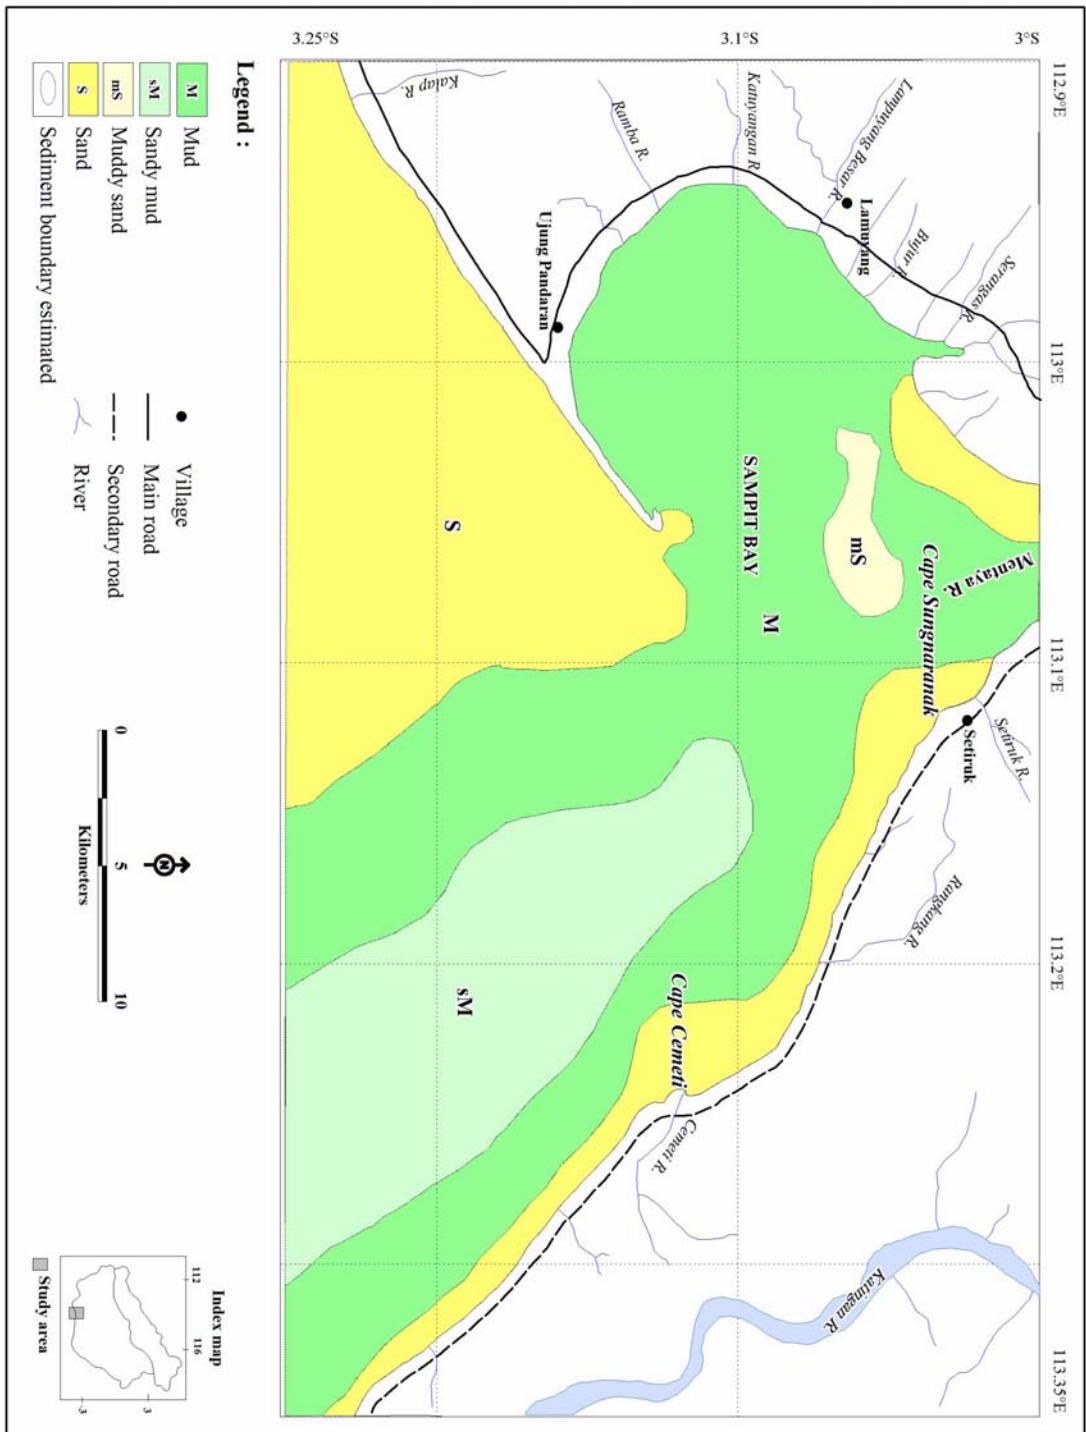 112.9°E
113°E
113.1°E
113.2°E
113.35°E
3°S
3.1°S
3.25°S
Serangas R.
Bujur R.
Lampuyang Besar R.
Lamuyang
Katuyangan R.
Ramba R.
Kalap R.
Ujung Pandaran
Mentaya R.
Cape Sungnaranak
mS
SAMPIT BAY
M
S
Setiruk R.
Setiruk
Rangkang R.
Cape Cemeti
Cemeti R.
sM
Katingan R.
Legend :
M Mud
sM Sandy mud
mS Muddy sand
S Sand
Sediment boundary estimated
Village
Main road
Secondary road
River
N
0 5 10
Kilometers
Index map
112 116
3
-3
Study area